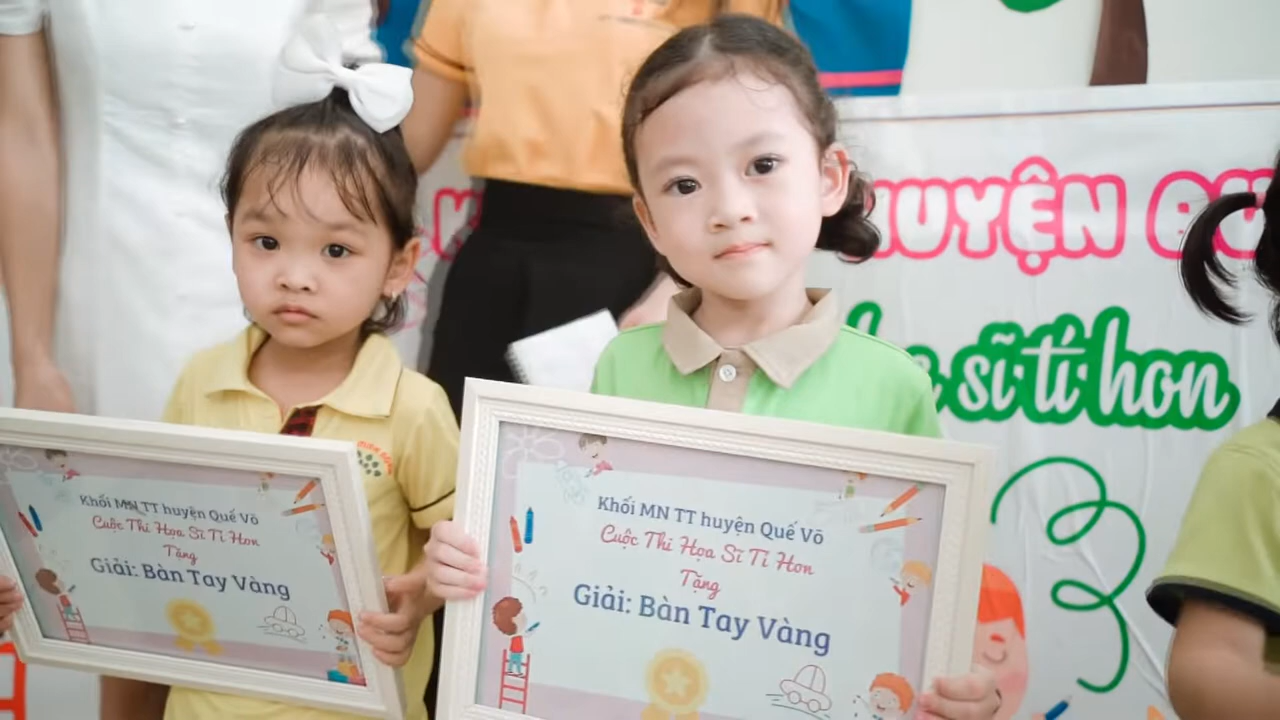 HUYỆN QU
sĩ tí hon
Khối MN TT huyện Quế Võ
Cuộc Thi Họa Sĩ Tí Hon
Tặng
Giải: Bàn Tay Vàng
Khối MN TT huyện Quế Võ
Cuộc Thi Họa Sĩ Tí Hon
Tặng
Giải: Bàn Tay Vàng